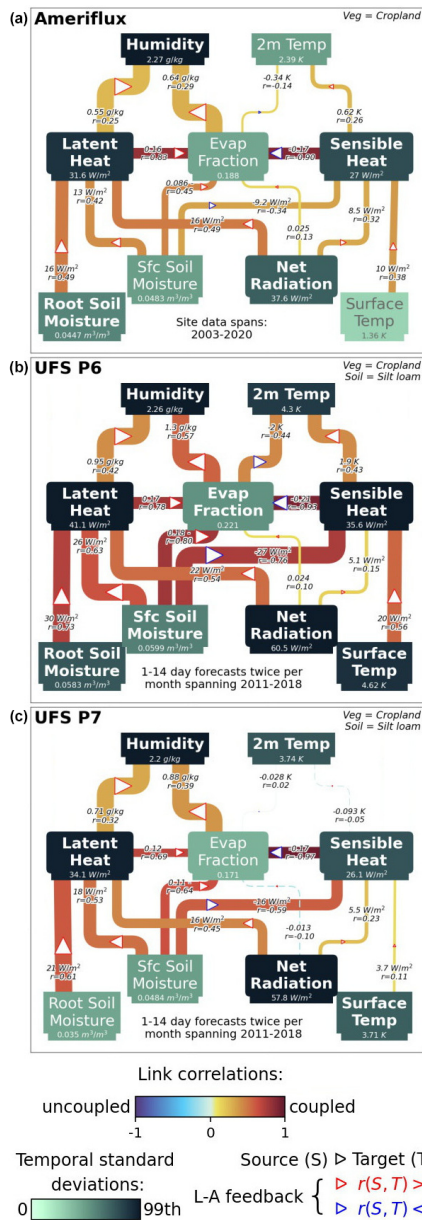 (a) Ameriflux
Veg = Cropland
Humidity
2.27 g/kg
2m Temp
2.39 K
0.64 g/kg
r=0.29
-0.34 K
r=-0.14
0.55 g/kg
r=0.25
0.62 K
r=0.26
Latent
Heat
31.6 W/m²
0.16
r=0.83
Evap
Fraction
0.188
-0.17
r=-0.90
Sensible
Heat
27 W/m²
13 W/m²
r=0.42
0.086
r=0.45
-9.2 W/m²
r=-0.34
16 W/m²
r=0.49
0.025
r=0.13
8.5 W/m²
r=0.32
16 W/m²
r=0.49
Sfc Soil
Moisture
0.0483 m³/m³
Net
Radiation
37.6 W/m²
10 W/m²
r=0.38
Root Soil
Moisture
0.0447 m³/m³
Site data spans:
2003-2020
Surface
Temp
1.36 K
(b) UFS P6
Veg = Cropland
Soil = Silt loam
Humidity
2.26 g/kg
2m Temp
4.3 K
1.3 g/kg
r=0.57
-2 K
r=-0.44
0.95 g/kg
r=0.42
1.9 K
r=0.43
Latent
Heat
41.1 W/m²
0.17
r=0.78
Evap
Fraction
0.221
-0.21
r=-0.93
Sensible
Heat
35.6 W/m²
26 W/m²
r=0.63
0.18
r=0.80
-27 W/m²
r=-0.76
22 W/m²
r=0.54
0.024
r=0.10
5.1 W/m²
r=0.15
30 W/m²
r=0.73
Sfc Soil
Moisture
0.0599 m³/m³
Net
Radiation
60.5 W/m²
20 W/m²
r=0.56
Root Soil
Moisture
0.0583 m³/m³
1-14 day forecasts twice per
month spanning 2011-2018
Surface
Temp
4.62 K
(c) UFS P7
Veg = Cropland
Soil = Silt loam
Humidity
2.2 g/kg
2m Temp
3.74 K
0.88 g/kg
r=0.39
-0.028 K
r=0.02
0.71 g/kg
r=0.32
-0.093 K
r=-0.05
Latent
Heat
34.1 W/m²
0.12
r=0.69
Evap
Fraction
0.171
-0.17
r=-0.97
Sensible
Heat
26.1 W/m²
18 W/m²
r=0.53
0.11
r=0.64
-16 W/m²
r=-0.59
16 W/m²
r=0.45
-0.013
r=-0.10
5.5 W/m²
r=0.23
21 W/m²
r=0.61
Sfc Soil
Moisture
0.0484 m³/m³
Net
Radiation
57.8 W/m²
3.7 W/m²
r=0.11
Root Soil
Moisture
0.035 m³/m³
1-14 day forecasts twice per
month spanning 2011-2018
Surface
Temp
3.71 K
Link correlations:
uncoupled
coupled
-1 0 1
Temporal standard
deviations:
0 99th
Source (S) ▷ Target (T
L-A feedback { ▷ r(S,T) >
▷ r(S,T) <